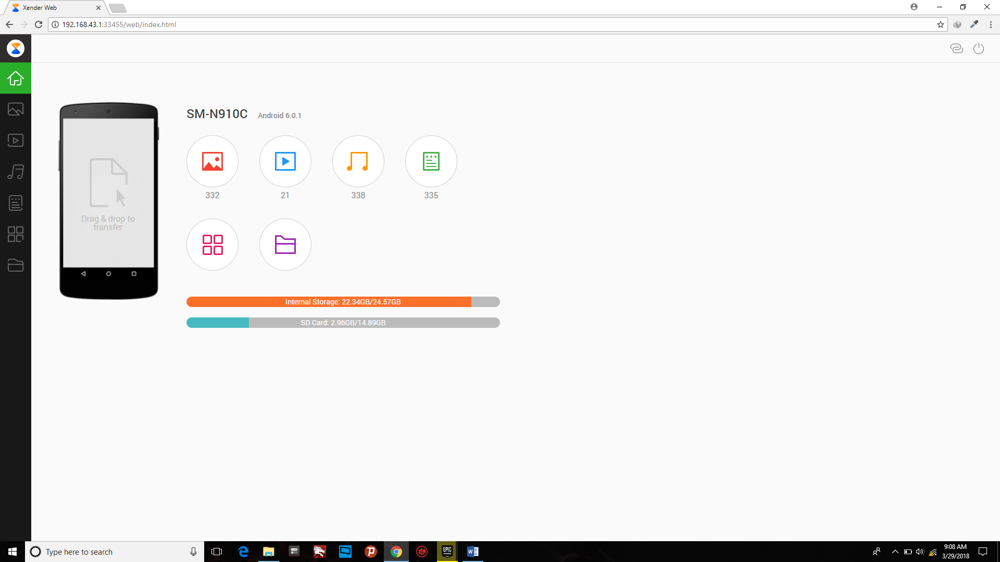 Xender Web
192.168.43.1:33455/web/index.html
SM-N910C Android 6.0.1
332 21 338 335
Drag & drop to
transfer
Internal Storage: 22.34GB/24.57GB
SD Card: 2.96GB/14.89GB
Type here to search
EPIC
GAMES
9:08 AM
3/29/2018